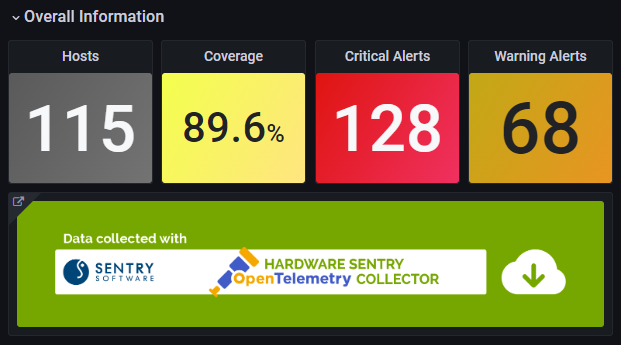 Overall Information
Hosts
Coverage
Critical Alerts
Warning Alerts
115
89.6%
128
68
Data collected with
SENTRY
SOFTWARE
HARDWARE SENTRY
OpenTelemetry COLLECTOR